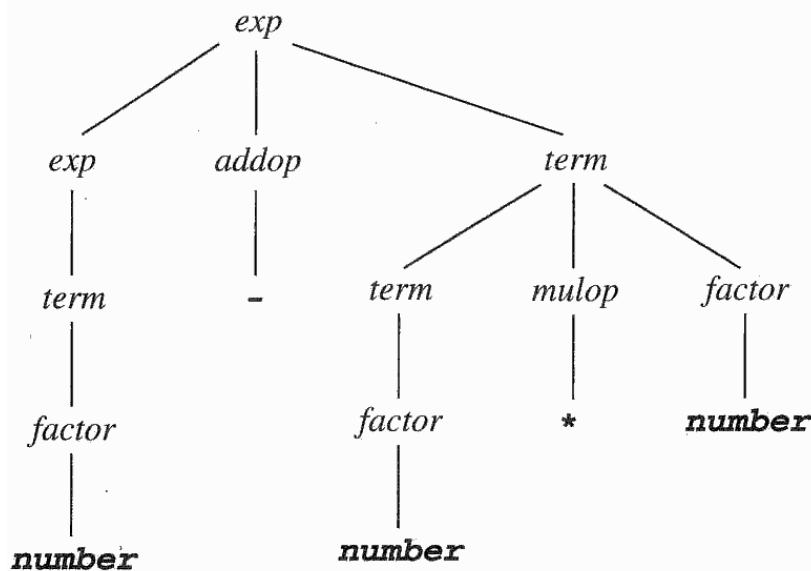 exp
exp addop term
term - term mulop factor
factor factor * number
number number